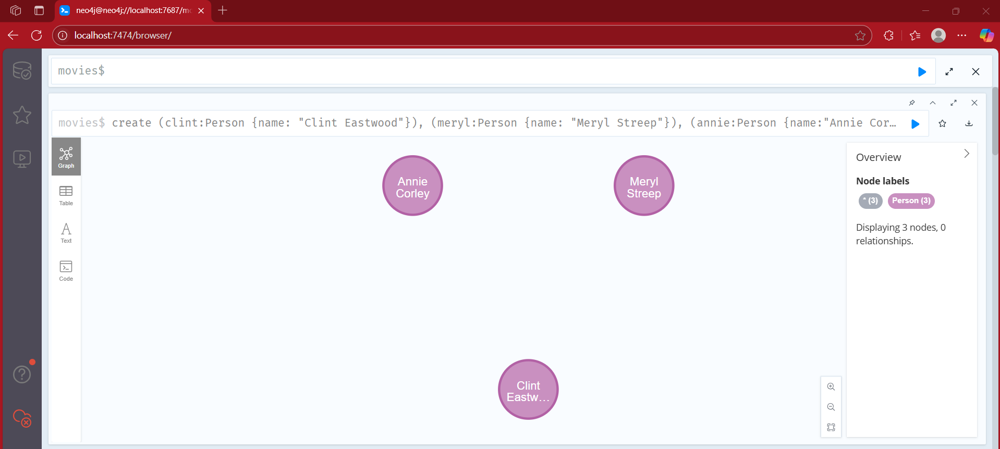 neo4j@neo4j://localhost:7687/mo
localhost:7474/browser/
movies$
movies$ create (clint:Person {name: "Clint Eastwood"}), (meryl:Person {name: "Meryl Streep"}), (annie:Person {name:"Annie Cor…
Graph
Table
Text
Code
Annie
Corley
Meryl
Streep
Clint
Eastw…
Overview
Node labels
* (3) Person (3)
Displaying 3 nodes, 0
relationships.